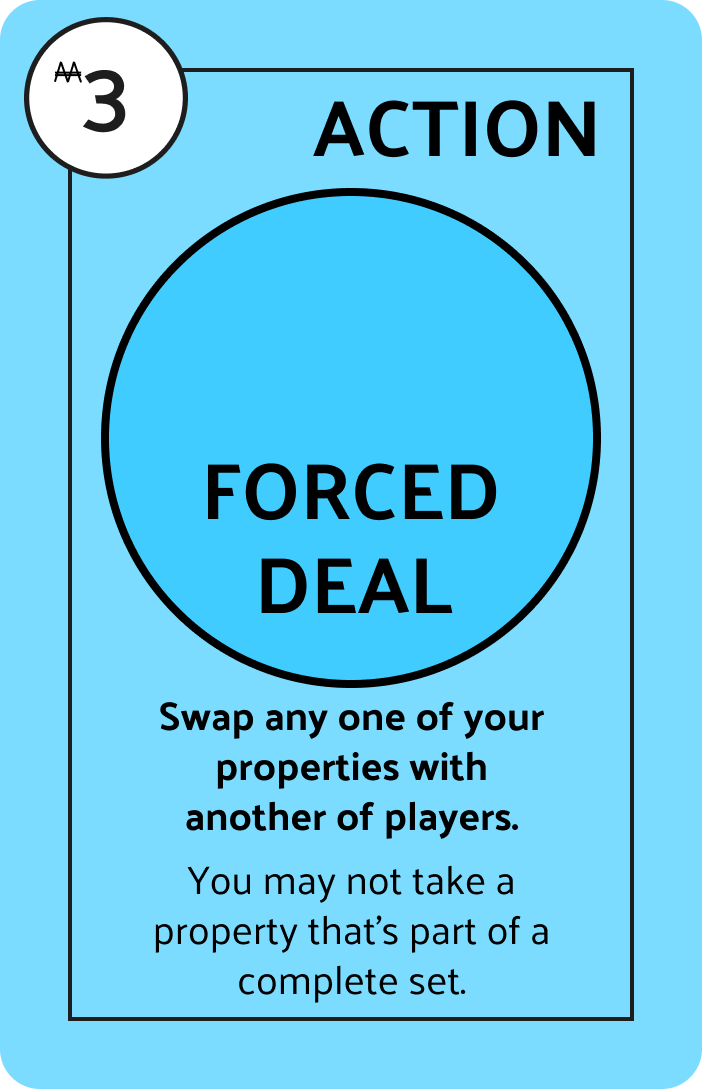 ₳3
ACTION
FORCED
DEAL
Swap any one of your
properties with
another of players.
You may not take a
property that’s part of a
complete set.